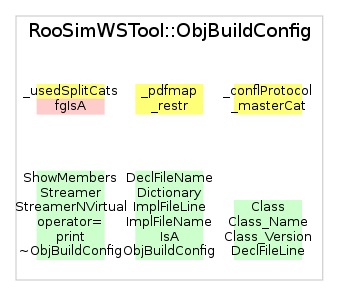 RooSimWSTool::ObjBuildConfig
_usedSplitCats
fgIsA
_pdfmap
_restr
_conflProtocol
_masterCat
ShowMembers
Streamer
StreamerNVirtual
operator=
print
~ObjBuildConfig
DeclFileName
Dictionary
ImplFileLine
ImplFileName
IsA
ObjBuildConfig
Class
Class_Name
Class_Version
DeclFileLine